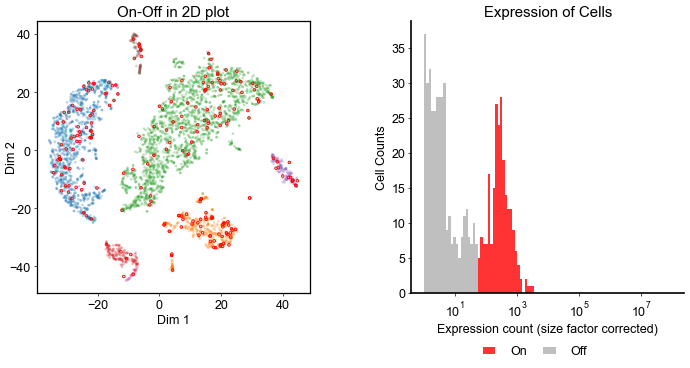 On-Off in 2D plot
Dim 2
40
20
0
−20
−40
−20
0
20
40
Dim 1
Expression of Cells
Cell Counts
35
30
25
20
15
10
5
0
10^1
10^3
10^5
10^7
Expression count (size factor corrected)
On
Off